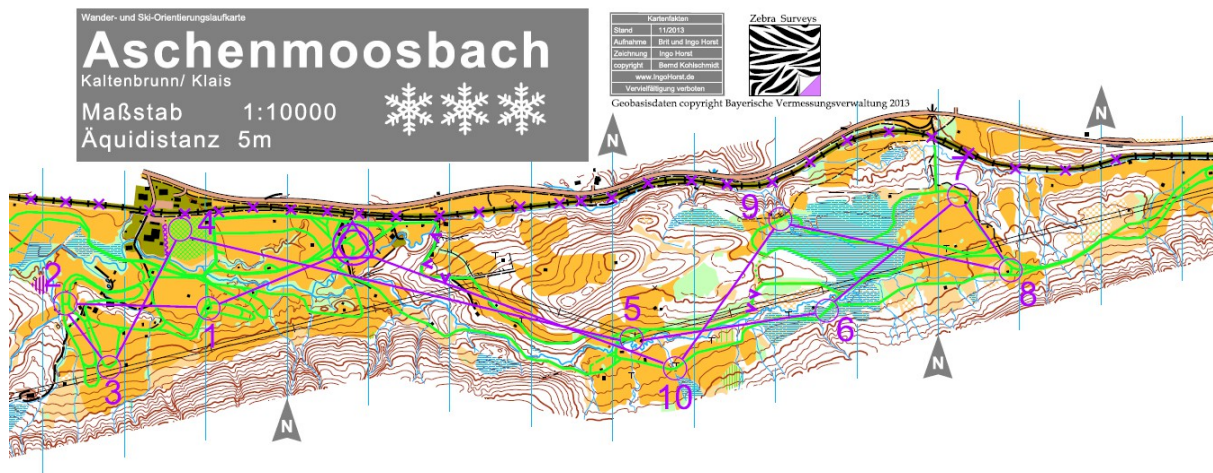 Wander- und Ski-Orientierungslaufkarte
Aschenmoosbach
Kaltenbrunn/ Klais
Maßstab 1:10000
Äquidistanz 5m
Kartenfakten
Stand 11/2013
Aufnahme Brit und Ingo Horst
Zeichnung Ingo Horst
copyright Bernd Kohlschmidt
www.IngoHorst.de
Vervielfältigung verboten
Zebra Surveys
Geobasisdaten copyright Bayerische Vermessungsverwaltung 2013
N
N
7
4
9
2
8
5
6
1
3
10
N
N